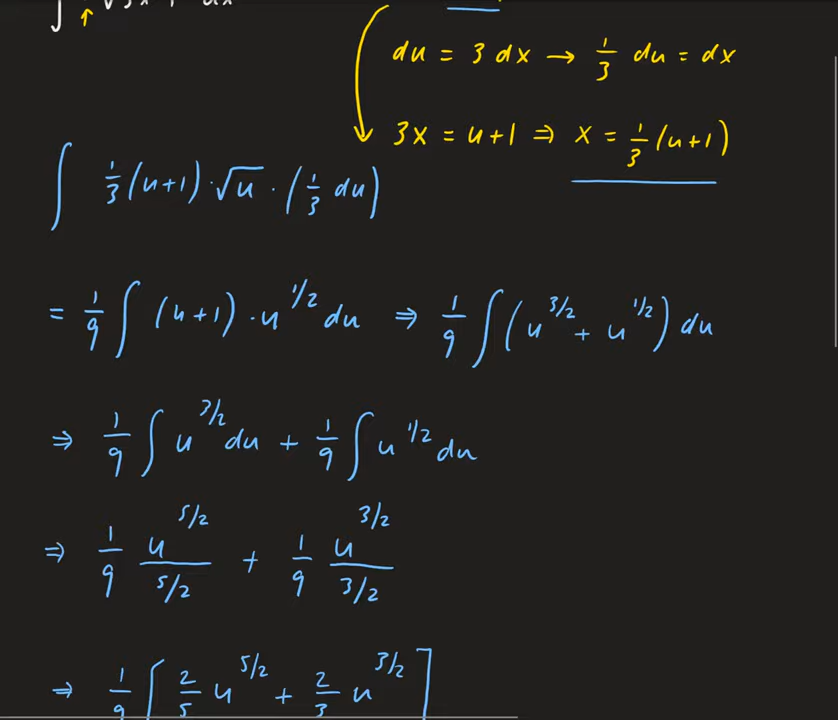 du = 3 dx → 1/3 du = dx
3x = u+1 ⇒ x = 1/3 (u+1)
∫ 1/3 (u+1) · √u · (1/3 du)
= 1/9 ∫ (u+1) · u^1/2 du ⇒ 1/9 ∫ (u^3/2 + u^1/2) du
⇒ 1/9 ∫ u^3/2 du + 1/9 ∫ u^1/2 du
⇒ 1/9 u^5/2 / 5/2 + 1/9 u^3/2 / 3/2
⇒ 1/9 [ 2/5 u^5/2 + 2/3 u^3/2 ]